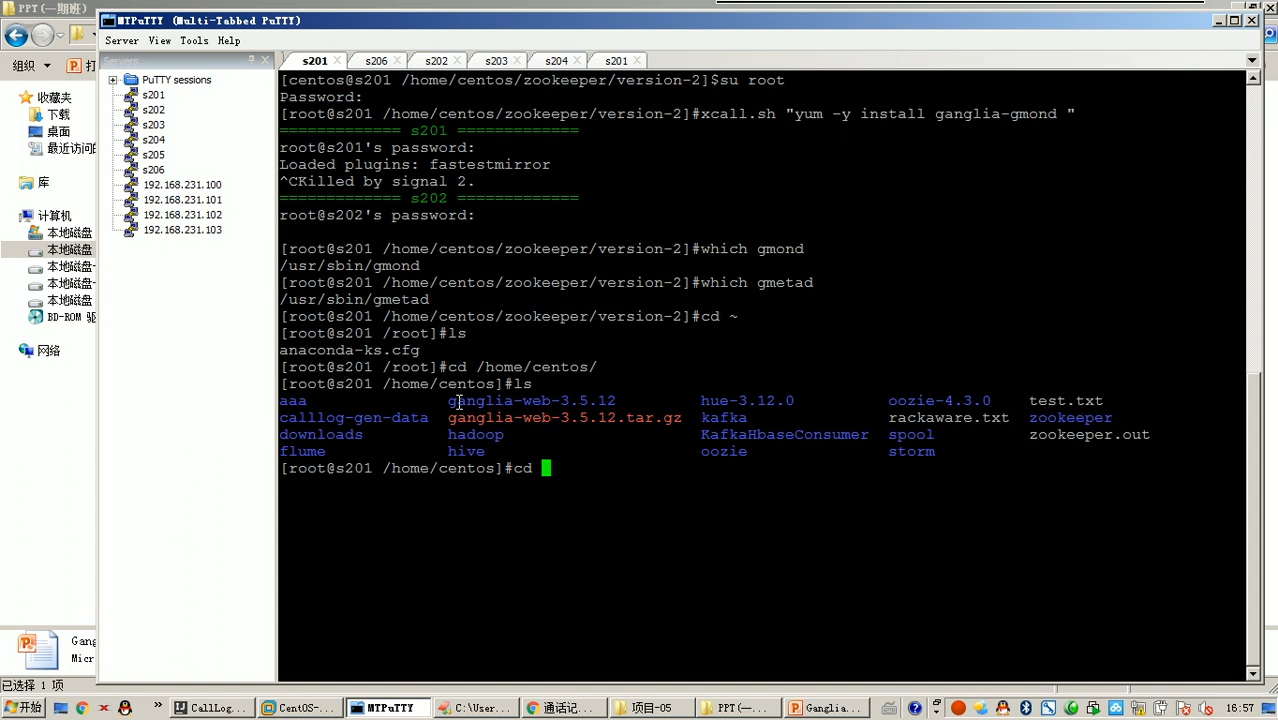 PPT(一期班)
MTPuTTY (Multi-Tabbed PuTTY)
Server View Tools Help
组织
Servers
PuTTY sessions
s201
s202
s203
s204
s205
s206
192.168.231.100
192.168.231.101
192.168.231.102
192.168.231.103
收藏夹
下载
桌面
最近访问的
库
计算机
本地磁盘
本地磁盘
本地磁盘
本地磁盘
本地磁盘
BD-ROM 驱
网络
s201 s206 s202 s203 s204 s201
[centos@s201 /home/centos/zookeeper/version-2]$su root
Password:
[root@s201 /home/centos/zookeeper/version-2]#xcall.sh "yum -y install ganglia-gmond "
============= s201 =============
root@s201's password:
Loaded plugins: fastestmirror
^CKilled by signal 2.
============= s202 =============
root@s202's password:
[root@s201 /home/centos/zookeeper/version-2]#which gmond
/usr/sbin/gmond
[root@s201 /home/centos/zookeeper/version-2]#which gmetad
/usr/sbin/gmetad
[root@s201 /home/centos/zookeeper/version-2]#cd ~
[root@s201 /root]#ls
anaconda-ks.cfg
[root@s201 /root]#cd /home/centos/
[root@s201 /home/centos]#ls
aaa ganglia-web-3.5.12 hue-3.12.0 oozie-4.3.0 test.txt
calllog-gen-data ganglia-web-3.5.12.tar.gz kafka rackaware.txt zookeeper
downloads hadoop KafkaHbaseConsumer spool zookeeper.out
flume hive oozie storm
[root@s201 /home/centos]#cd
Gang
Micr
已选择 1 项
开始 CallLog... CentOS-... MTPuTTY C:\User... 通话记... 项目-05 PPT(一... Ganglia... 16:57